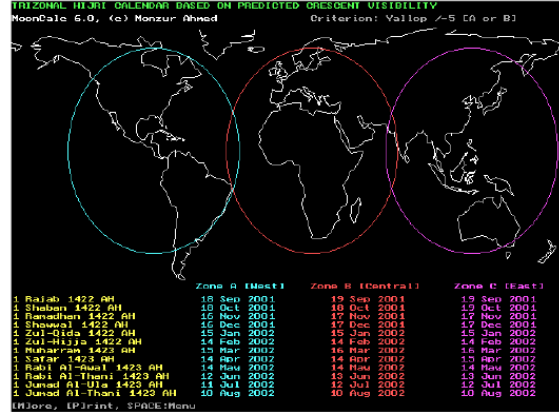 TRIZONAL HIJRI CALENDAR BASED ON PREDICTED CRESCENT VISIBILITY
MoonCalc 6.0, (c) Monzur Ahmed Criterion: Yallop /-5 [A or B]
Zone A [West] Zone B [Central] Zone C [East]
1 Rajab 1422 AH 18 Sep 2001 19 Sep 2001 19 Sep 2001
1 Shaban 1422 AH 18 Oct 2001 18 Oct 2001 19 Oct 2001
1 Ramadhan 1422 AH 16 Nov 2001 17 Nov 2001 17 Nov 2001
1 Shawwal 1422 AH 16 Dec 2001 17 Dec 2001 17 Dec 2001
1 Zul-Qida 1422 AH 15 Jan 2002 15 Jan 2002 15 Jan 2002
1 Zul-Hijja 1422 AH 14 Feb 2002 14 Feb 2002 14 Feb 2002
1 Muharram 1423 AH 15 Mar 2002 16 Mar 2002 16 Mar 2002
1 Safar 1423 AH 14 Apr 2002 14 Apr 2002 15 Apr 2002
1 Rabi Al-Awal 1423 AH 14 May 2002 14 May 2002 14 May 2002
1 Rabi Al-Thani 1423 AH 12 Jun 2002 13 Jun 2002 13 Jun 2002
1 Jumad Al-Ula 1423 AH 11 Jul 2002 12 Jul 2002 12 Jul 2002
1 Jumad Al-Thani 1423 AH 10 Aug 2002 10 Aug 2002 10 Aug 2002
[M]ore, [P]rint, SPACE:Menu